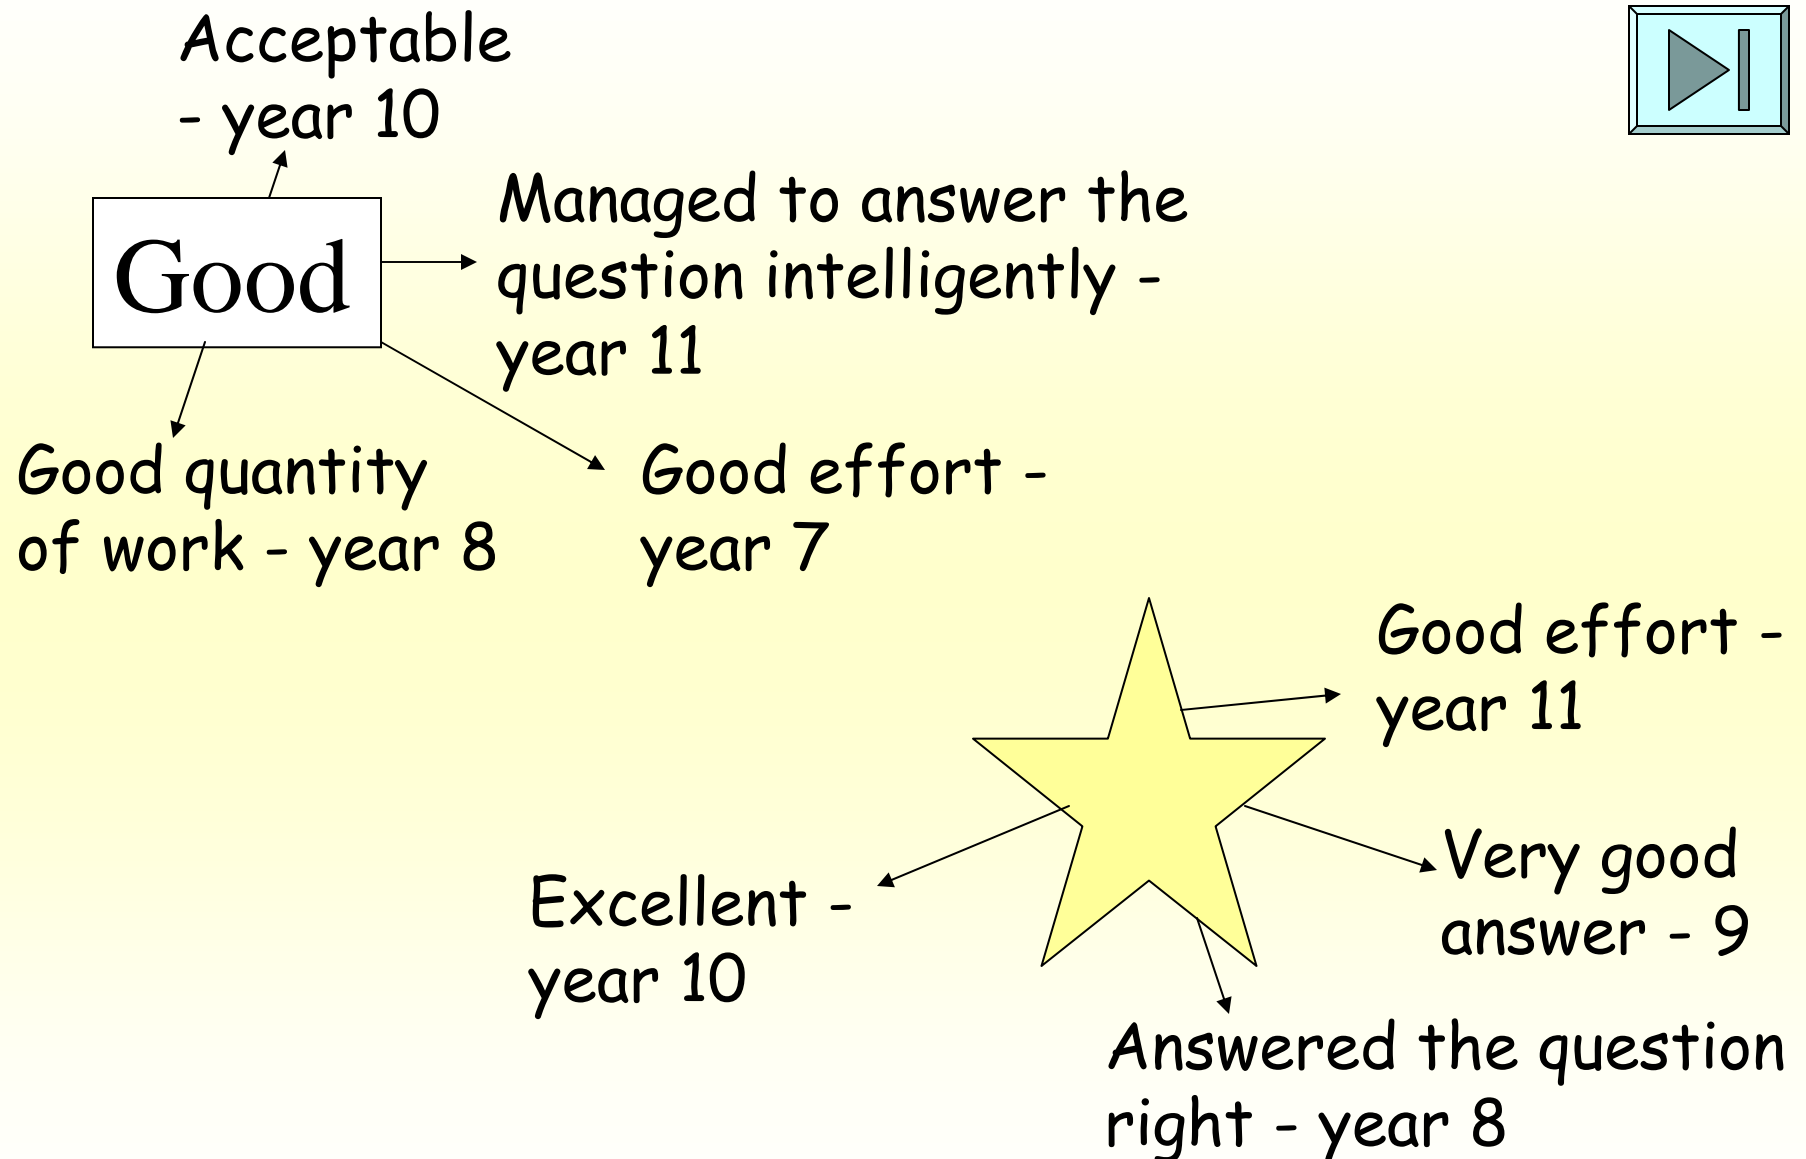 Acceptable
- year 10
Good
Managed to answer the
question intelligently -
year 11
Good quantity
of work - year 8
Good effort -
year 7
Good effort -
year 11
Very good
answer - 9
Excellent -
year 10
Answered the question
right - year 8